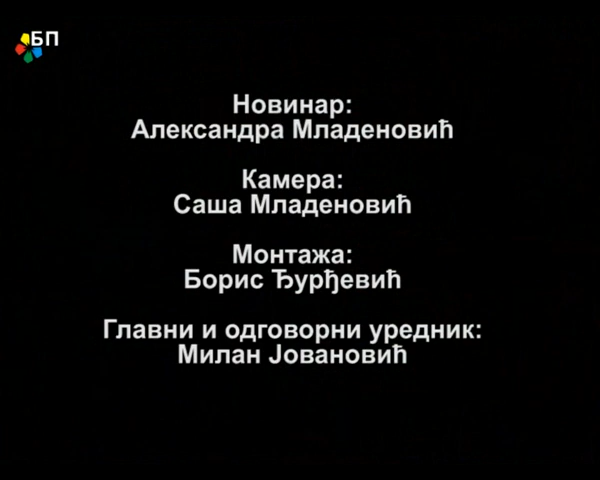 БП
Новинар:
Александра Младеновић
Камера:
Саша Младеновић
Монтажа:
Борис Ђурђевић
Главни и одговорни уредник:
Милан Јовановић